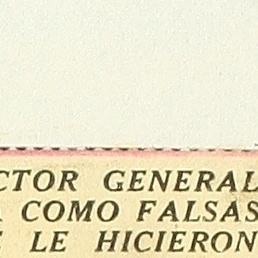 CTOR GENERAL
COMO FALSAS
LE HICIERON